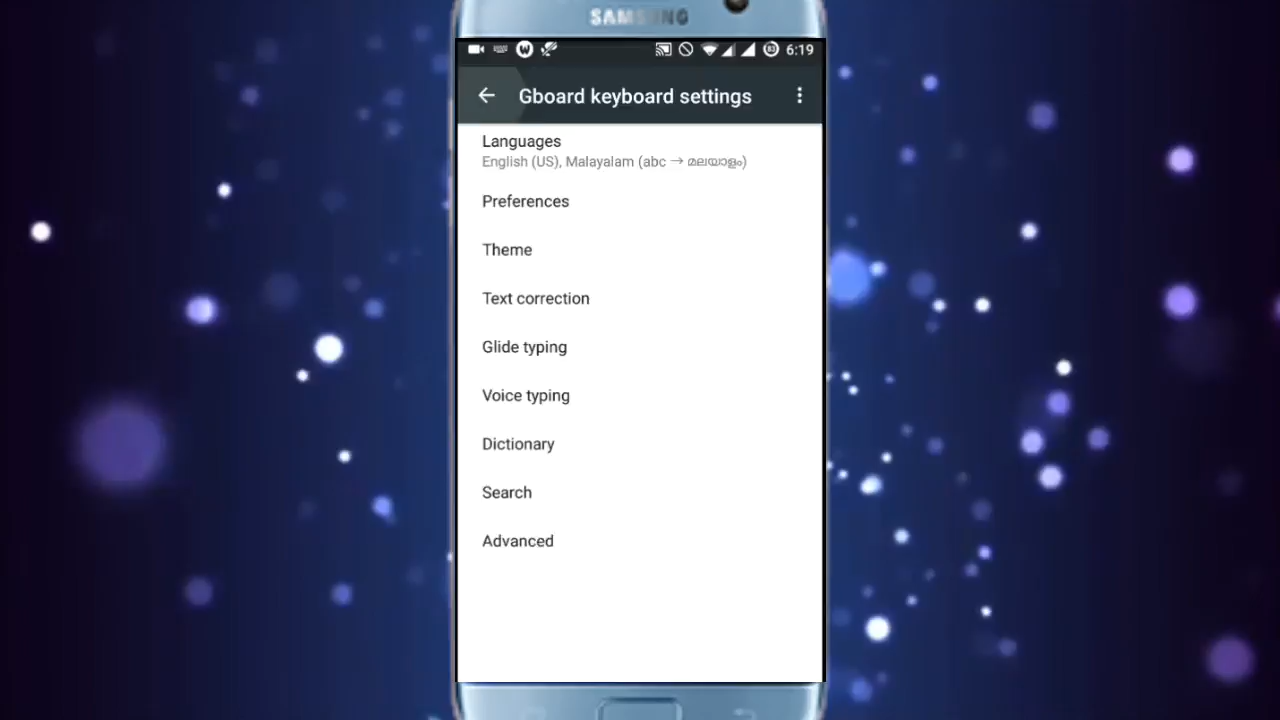 SAMSUNG
6:19
Gboard keyboard settings
Languages
English (US), Malayalam (abc → മലയാളം)
Preferences
Theme
Text correction
Glide typing
Voice typing
Dictionary
Search
Advanced